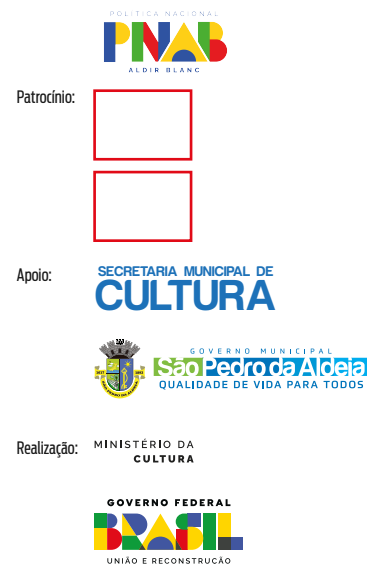 POLÍTICA NACIONAL
PNAB
ALDIR BLANC
Patrocínio:
Apoio:
SECRETARIA MUNICIPAL DE
CULTURA
GOVERNO MUNICIPAL
São Pedro da Aldeia
QUALIDADE DE VIDA PARA TODOS
Realização:
MINISTÉRIO DA
CULTURA
GOVERNO FEDERAL
BRASIL
UNIÃO E RECONSTRUÇÃO